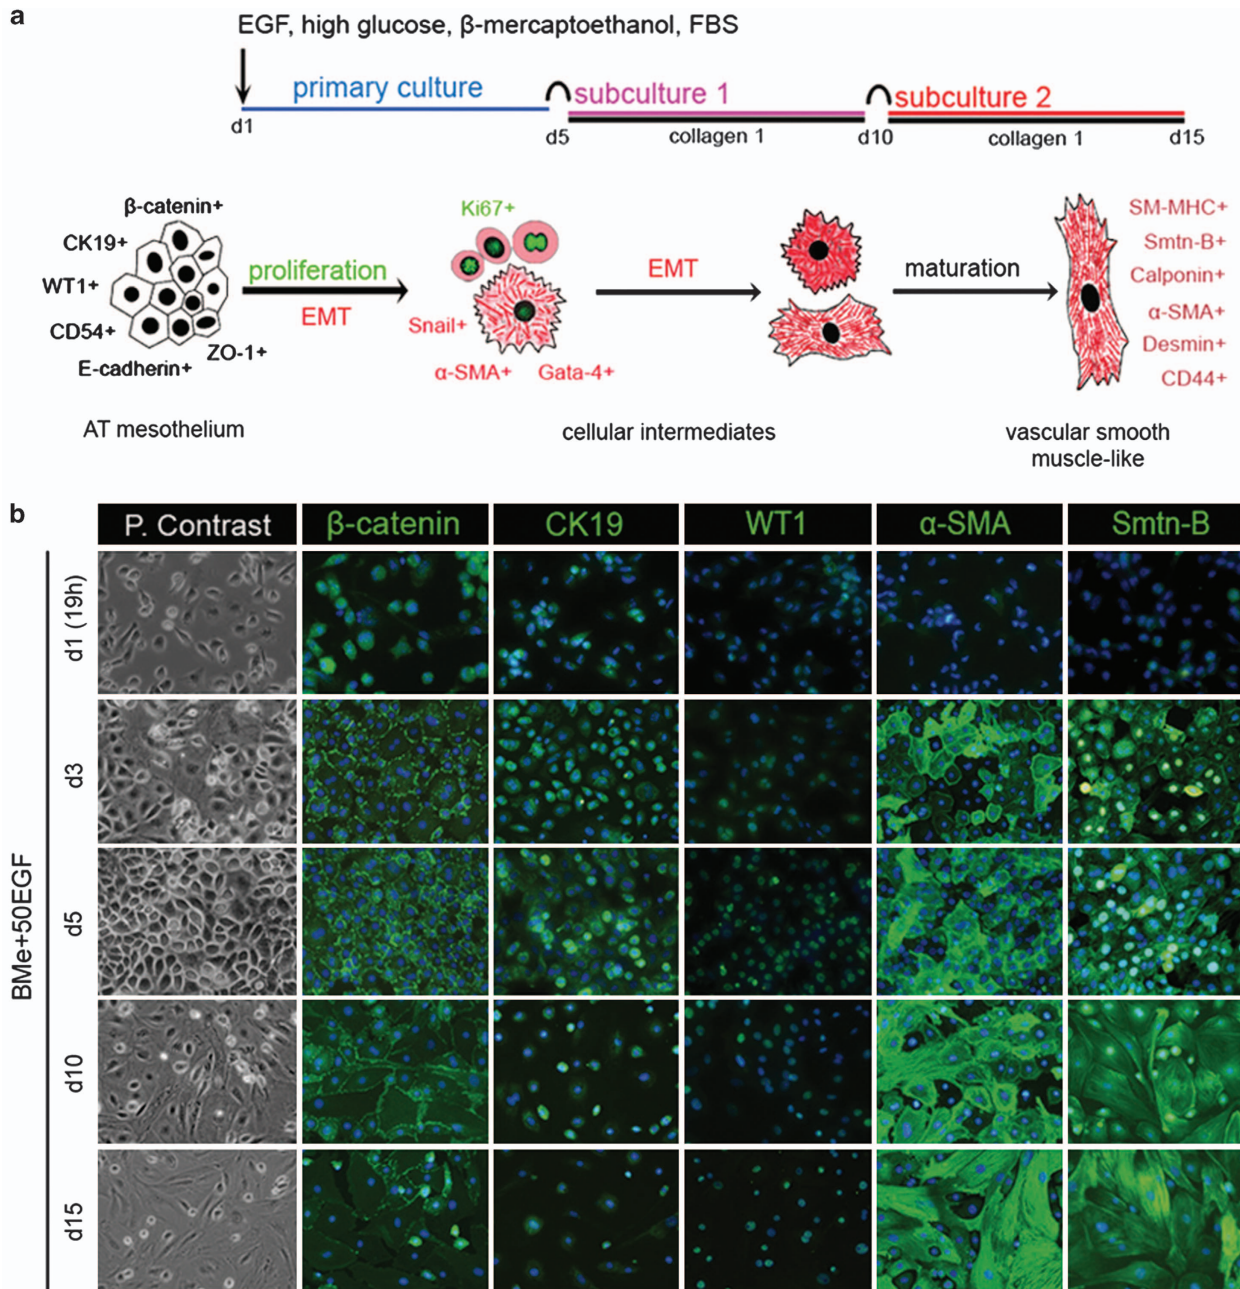 a
EGF, high glucose, β-mercaptoethanol, FBS
primary culture
subculture 1
subculture 2
d1
d5
collagen 1
d10
collagen 1
d15
β-catenin+
CK19+
WT1+
CD54+
E-cadherin+
ZO-1+
proliferation
EMT
Ki67+
Snail+
α-SMA+
Gata-4+
EMT
maturation
SM-MHC+
Smtn-B+
Calponin+
α-SMA+
Desmin+
CD44+
AT mesothelium
cellular intermediates
vascular smooth
muscle-like
b
P. Contrast
β-catenin
CK19
WT1
α-SMA
Smtn-B
BMe+50EGF
d1 (19h)
d3
d5
d10
d15